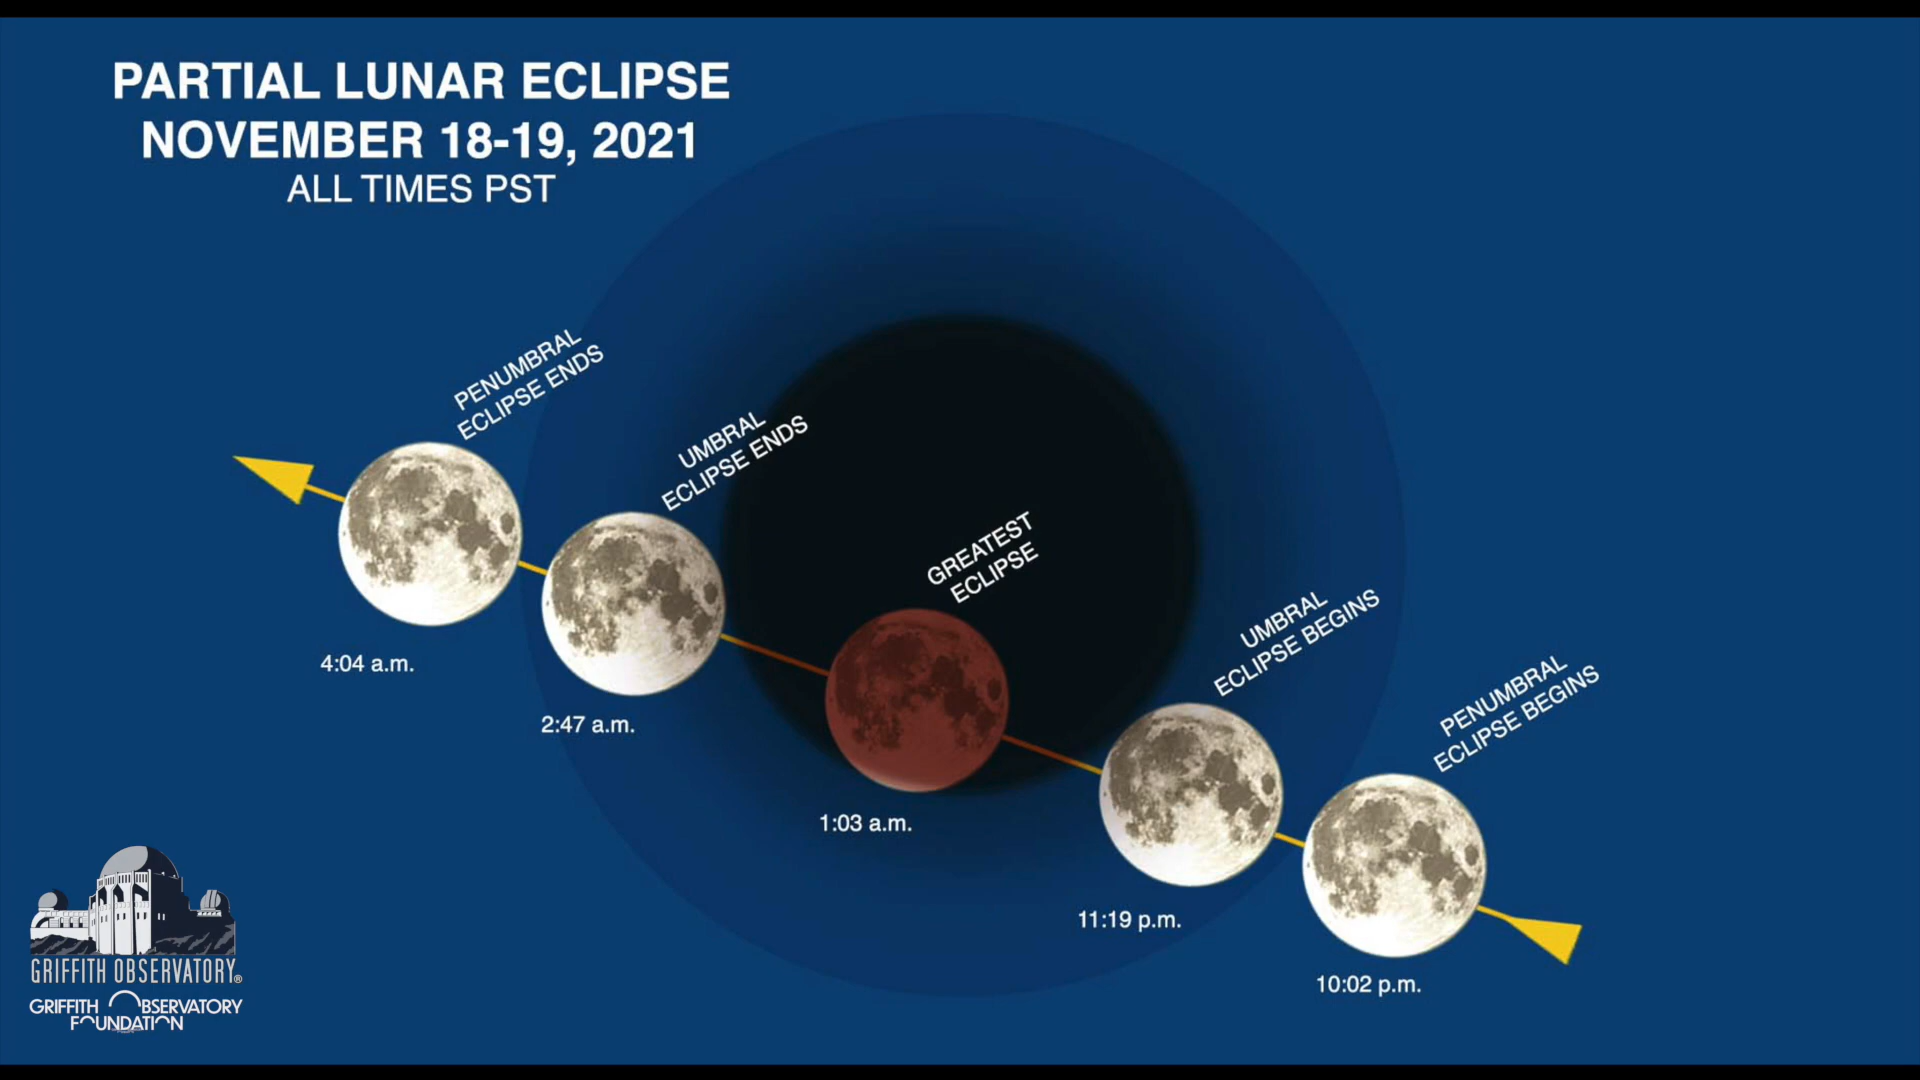 PARTIAL LUNAR ECLIPSE
NOVEMBER 18-19, 2021
ALL TIMES PST
PENUMBRAL
ECLIPSE ENDS
4:04 a.m.
UMBRAL
ECLIPSE ENDS
2:47 a.m.
GREATEST
ECLIPSE
1:03 a.m.
UMBRAL
ECLIPSE BEGINS
11:19 p.m.
PENUMBRAL
ECLIPSE BEGINS
10:02 p.m.
GRIFFITH OBSERVATORY®
GRIFFITH OBSERVATORY
FOUNDATION